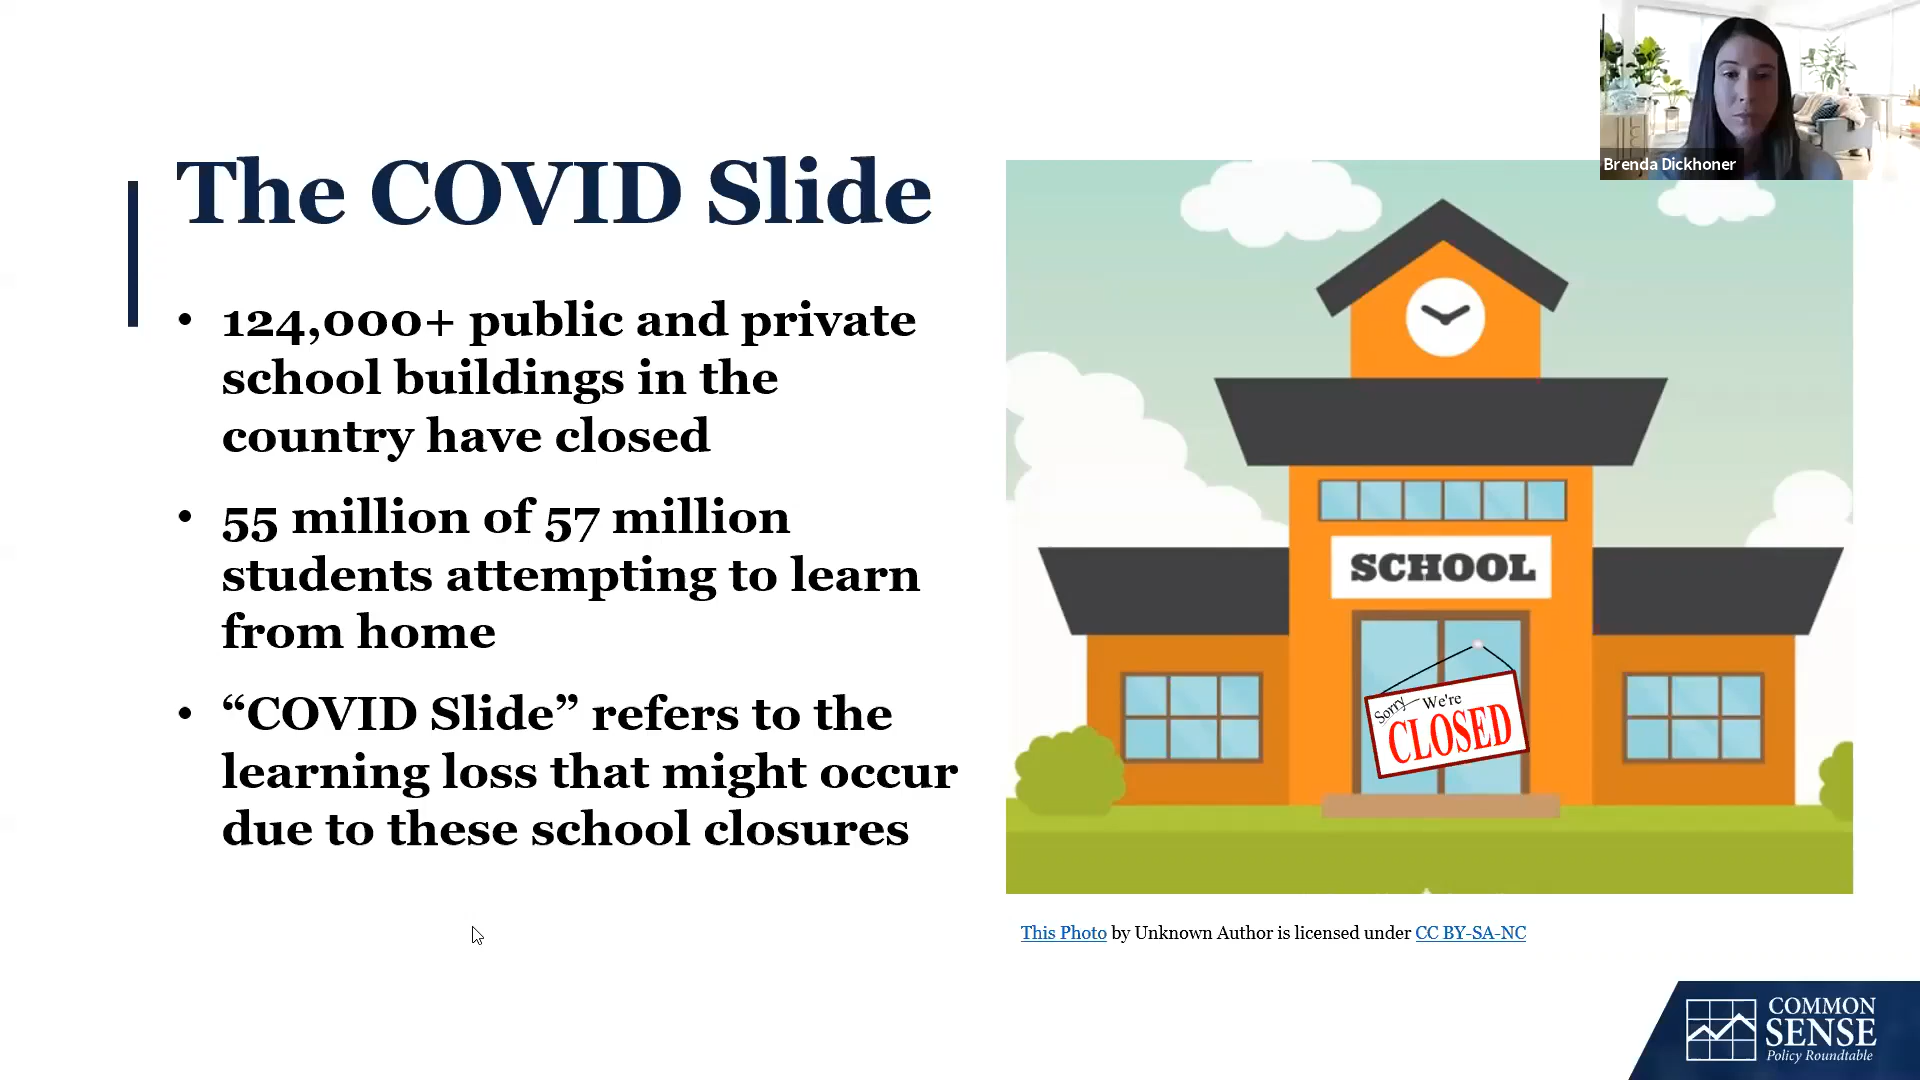 Brenda Dickhoner
The COVID Slide
• 124,000+ public and private
school buildings in the
country have closed
• 55 million of 57 million
students attempting to learn
from home
• “COVID Slide” refers to the
learning loss that might occur
due to these school closures
SCHOOL
Sorry We're
CLOSED
This Photo by Unknown Author is licensed under CC BY-SA-NC
COMMON
SENSE
Policy Roundtable